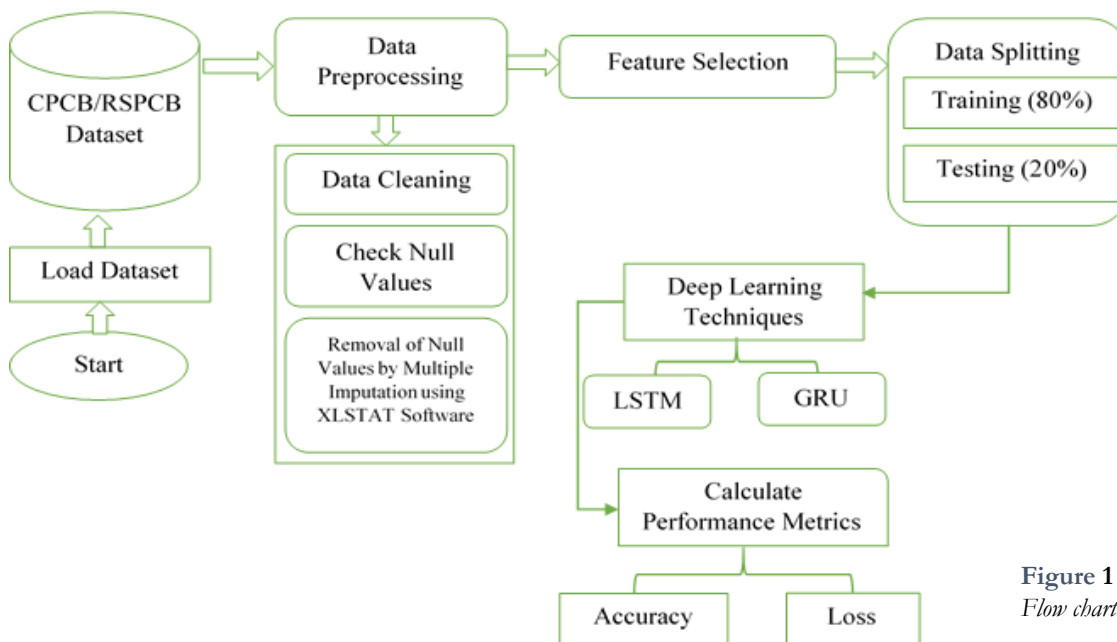 CPCB/RSPCB
Dataset
Load Dataset
Start
Data
Preprocessing
Data Cleaning
Check Null
Values
Removal of Null
Values by Multiple
Imputation using
XLSTAT Software
Feature Selection
Data Splitting
Training (80%)
Testing (20%)
Deep Learning
Techniques
LSTM
GRU
Calculate
Performance Metrics
Accuracy
Loss
Figure 1
Flow chart